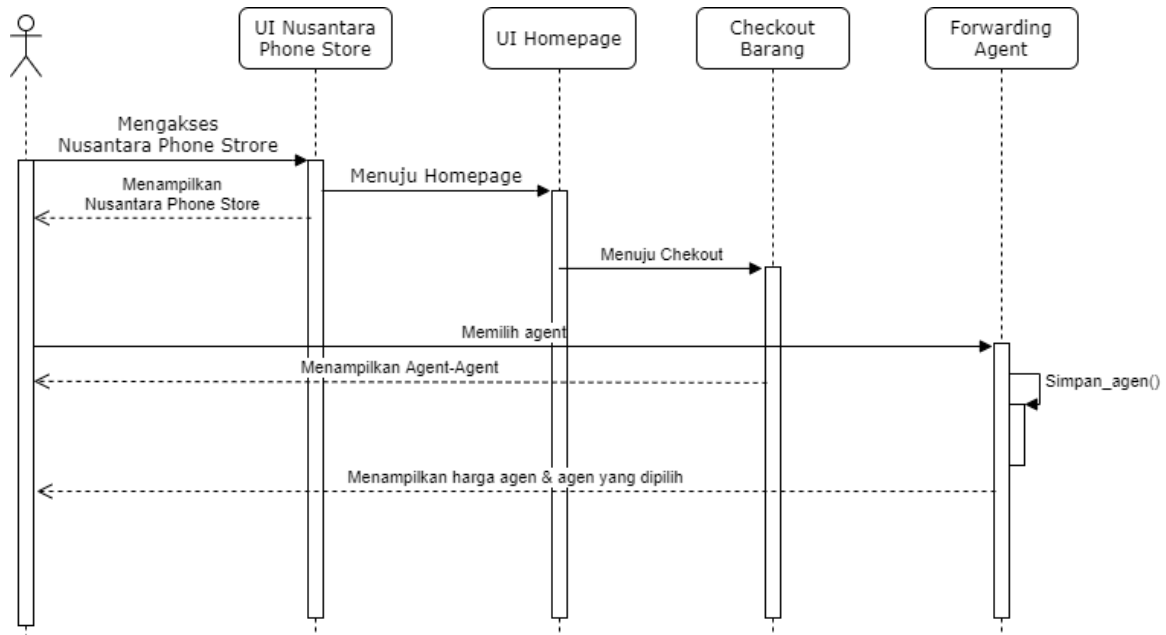 UI Nusantara
Phone Store
UI Homepage
Checkout
Barang
Forwarding
Agent
Mengakses
Nusantara Phone Strore
Menampilkan
Nusantara Phone Store
Menuju Homepage
Menuju Chekout
Memilih agent
Menampilkan Agent-Agent
Simpan_agen()
Menampilkan harga agen & agen yang dipilih